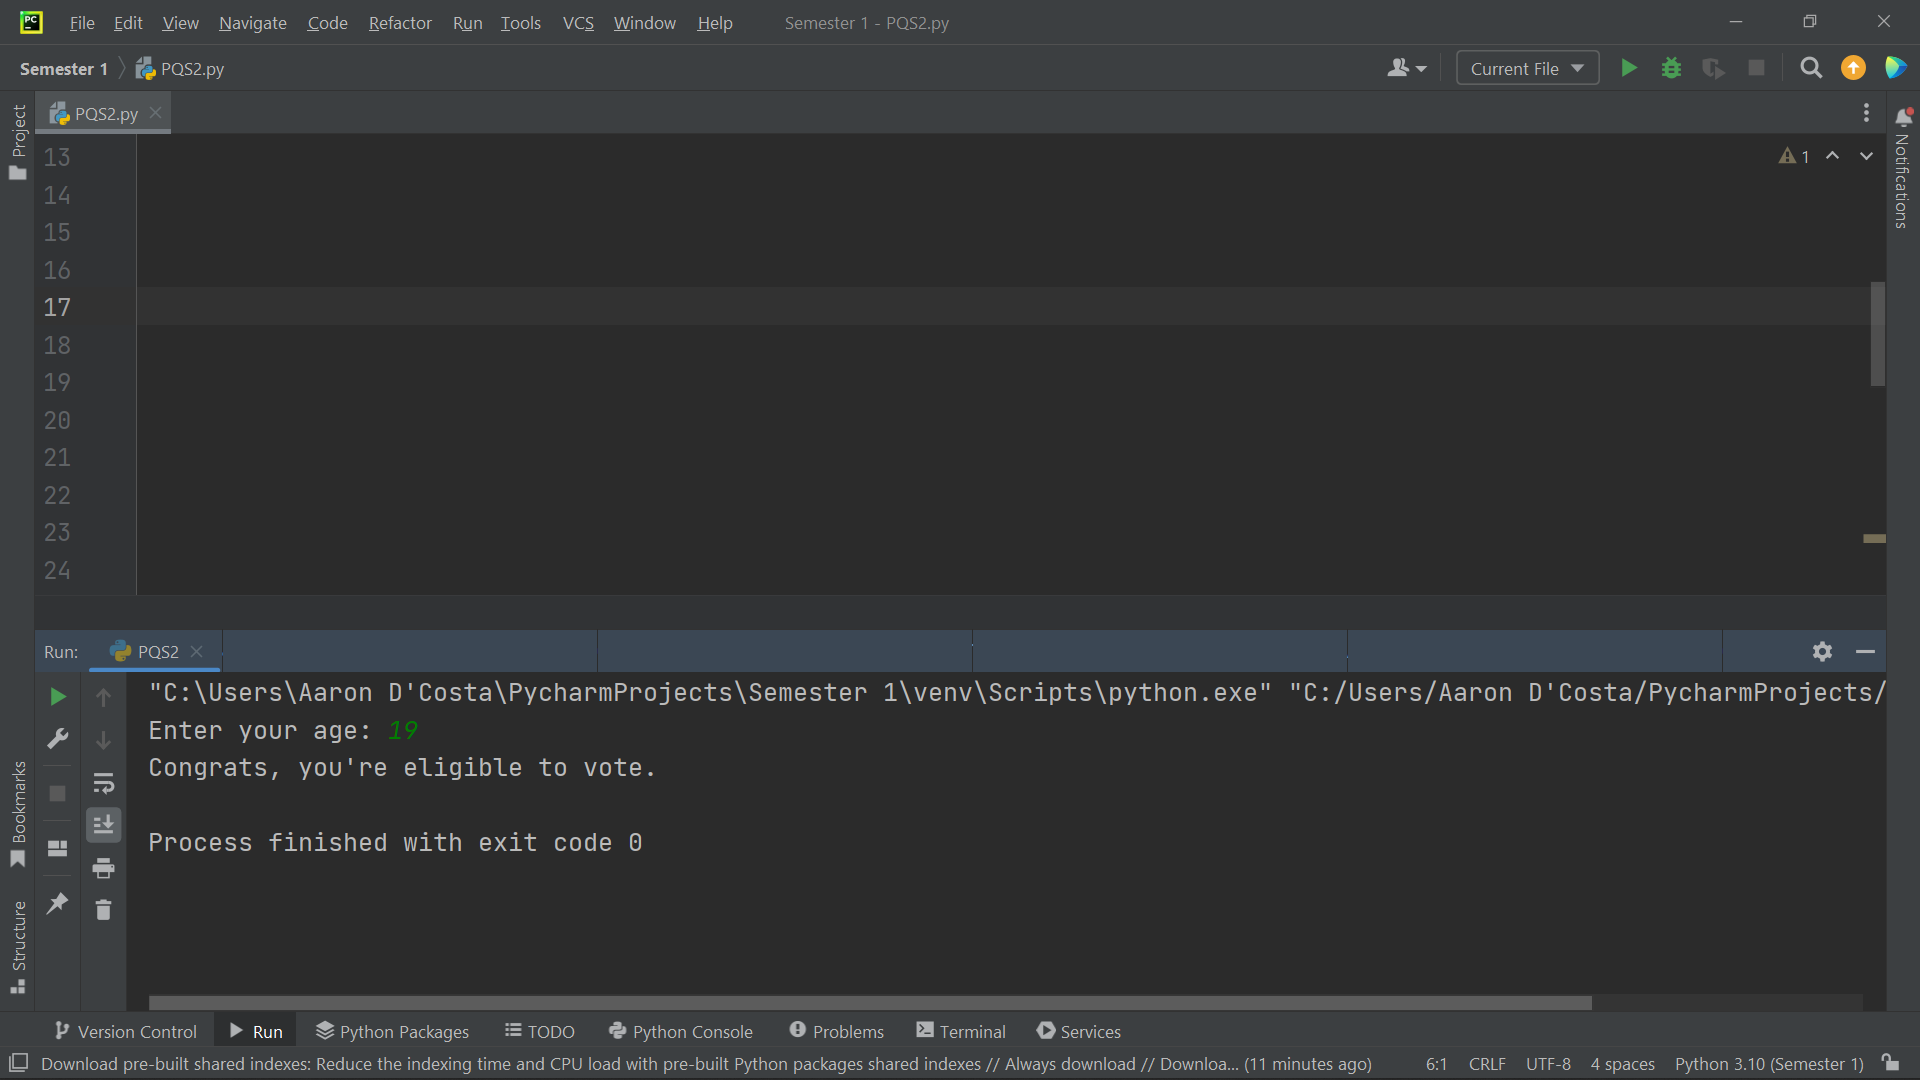 File Edit View Navigate Code Refactor Run Tools VCS Window Help Semester 1 - PQS2.py
Semester 1 PQS2.py Current File
Project
PQS2.py
Notifications
13
1
14
15
16
17
18
19
20
21
22
23
24
Run: PQS2
"C:\Users\Aaron D'Costa\PycharmProjects\Semester 1\venv\Scripts\python.exe" "C:/Users/Aaron D'Costa/PycharmProjects/
Enter your age: 19
Congrats, you're eligible to vote.
Process finished with exit code 0
Bookmarks
Structure
Version Control Run Python Packages TODO Python Console Problems Terminal Services
Download pre-built shared indexes: Reduce the indexing time and CPU load with pre-built Python packages shared indexes // Always download // Downloa... (11 minutes ago) 6:1 CRLF UTF-8 4 spaces Python 3.10 (Semester 1)